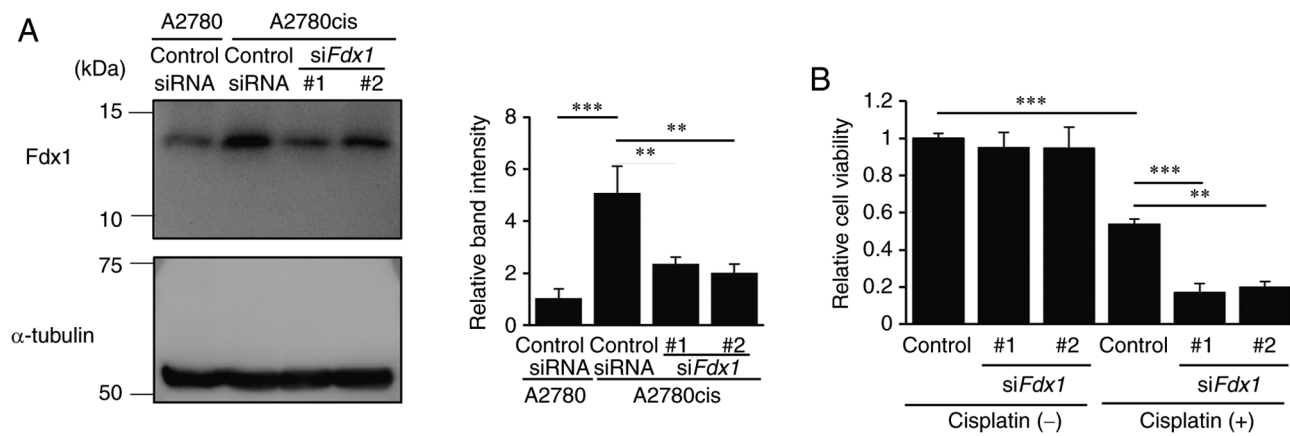 A
A2780 A2780cis
Control Control siFdx1
(kDa) siRNA siRNA #1 #2
15
Fdx1
10
75
α-tubulin
50
Relative band intensity
8
6
4
2
0
***
**
**
Control Control #1 #2
siRNA siRNA siFdx1
A2780 A2780cis
B
Relative cell viability
1.2
1
0.8
0.6
0.4
0.2
0
***
***
**
Control #1 #2 Control #1 #2
siFdx1 siFdx1
Cisplatin (−) Cisplatin (+)